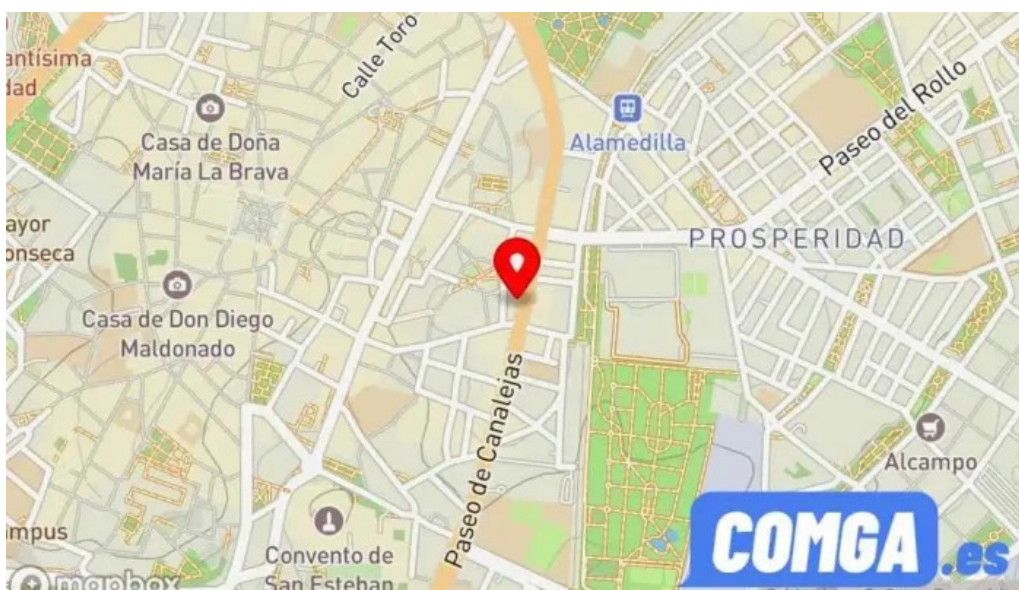 antísima
dad
Calle Toro
Casa de Doña
María La Brava
Alamedilla
Paseo del Rollo
ayor
onseca
PROSPERIDAD
Casa de Don Diego
Maldonado
Paseo de Canalejas
Alcampo
mpus
Convento de
San Esteban
COMGA.es
mapbox